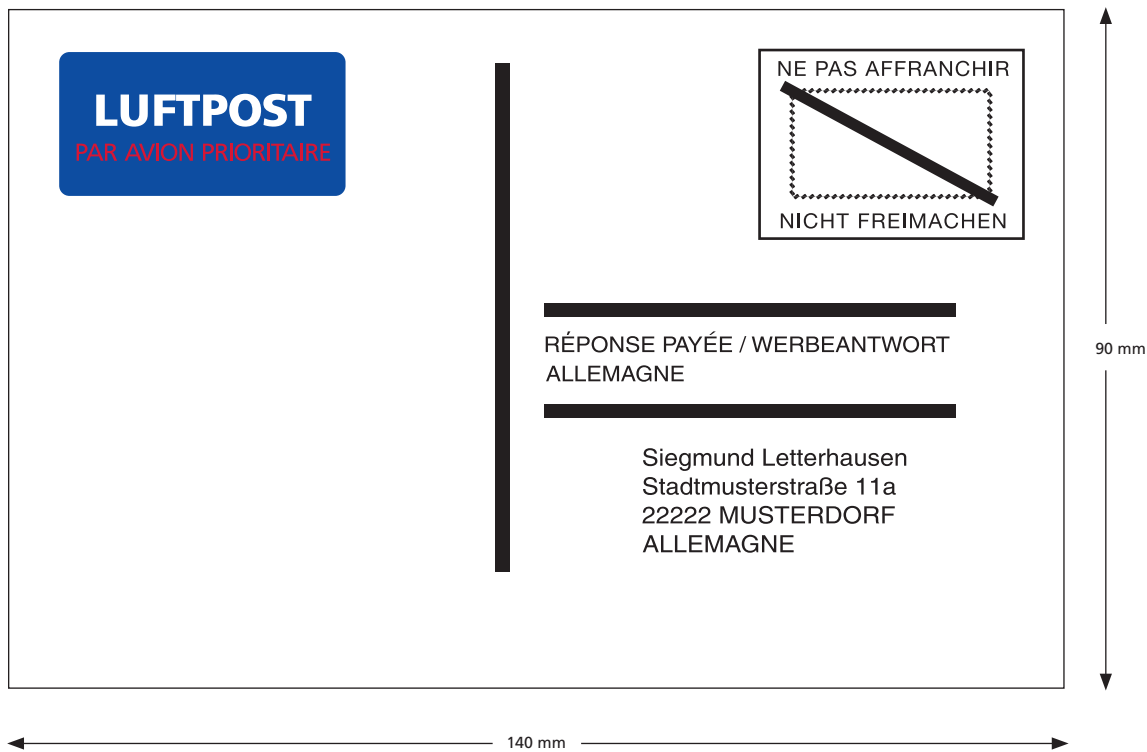 LUFTPOST
PAR AVION PRIORITAIRE
NE PAS AFFRANCHIR
NICHT FREIMACHEN
RÉPONSE PAYÉE / WERBEANTWORT
ALLEMAGNE
Siegmund Letterhausen
Stadtmusterstraße 11a
22222 MUSTERDORF
ALLEMAGNE
90 mm
140 mm